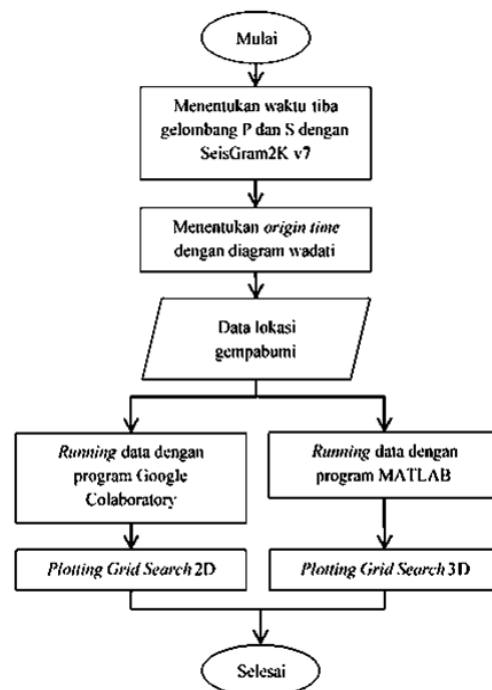 Mulai
Menentukan waktu tiba
gelombang P dan S dengan
SeisGram2K v7
Menentukan origin time
dengan diagram wadati
Data lokasi
gempabumi
Running data dengan
program Google
Colaboratory
Running data dengan
program MATLAB
Plotting Grid Search 2D
Plotting Grid Search 3D
Selesai